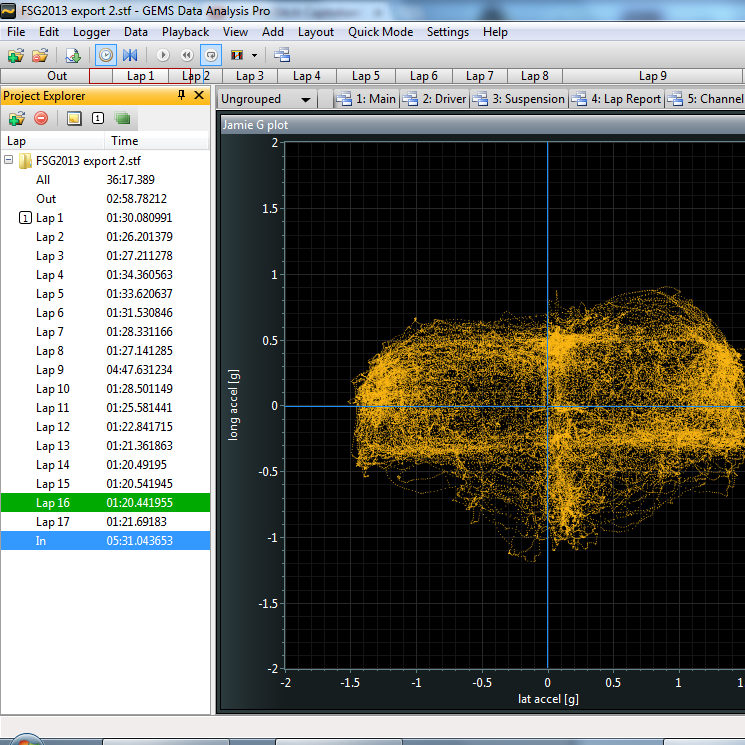 FSG2013 export 2.stf - GEMS Data Analysis Pro
File Edit Logger Data Playback View Add Layout Quick Mode Settings Help
Out Lap 1 Lap 2 Lap 3 Lap 4 Lap 5 Lap 6 Lap 7 Lap 8 Lap 9
Project Explorer
Ungrouped 1: Main 2: Driver 3: Suspension 4: Lap Report 5: Channel
1
Jamie G plot
Lap Time
FSG2013 export 2.stf
All 36:17.389
Out 02:58.78212
1 Lap 1 01:30.080991
Lap 2 01:26.201379
Lap 3 01:27.211278
Lap 4 01:34.360563
Lap 5 01:33.620637
Lap 6 01:31.530846
Lap 7 01:28.331166
Lap 8 01:27.141285
Lap 9 04:47.631234
Lap 10 01:28.501149
Lap 11 01:25.581441
Lap 12 01:22.841715
Lap 13 01:21.361863
Lap 14 01:20.49195
Lap 15 01:20.541945
Lap 16 01:20.441955
Lap 17 01:21.69183
In 05:31.043653
2
1.5
1
0.5
0
-0.5
-1
-1.5
-2
long accel [g]
-2 -1.5 -1 -0.5 0 0.5 1 1
lat accel [g]